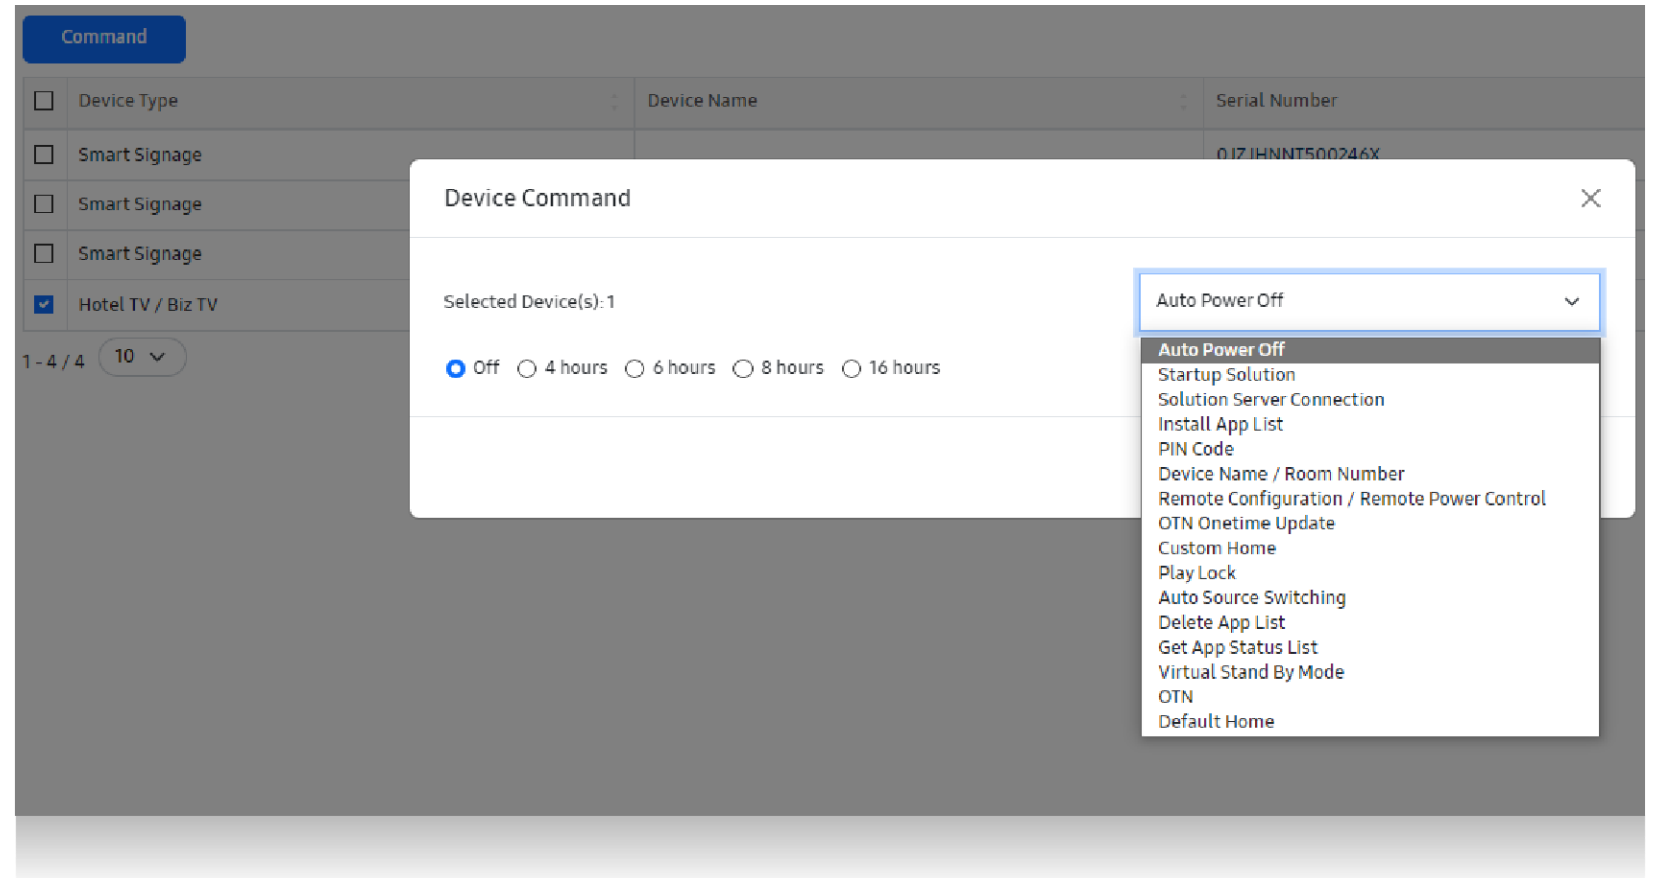 Command
Device Type Device Name Serial Number
Smart Signage 0JZJHNNT500246X
Smart Signage
Smart Signage
Hotel TV / Biz TV
1 - 4 / 4 10
Device Command
Selected Device(s): 1
Auto Power Off
Off 4 hours 6 hours 8 hours 16 hours
Auto Power Off
Startup Solution
Solution Server Connection
Install App List
PIN Code
Device Name / Room Number
Remote Configuration / Remote Power Control
OTN Onetime Update
Custom Home
Play Lock
Auto Source Switching
Delete App List
Get App Status List
Virtual Stand By Mode
OTN
Default Home